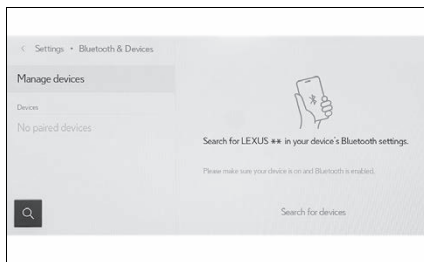 < Settings • Bluetooth & Devices
Manage devices
Devices
No paired devices
Search for LEXUS ** in your device's Bluetooth settings.
Please make sure your device is on and Bluetooth is enabled.
Search for devices